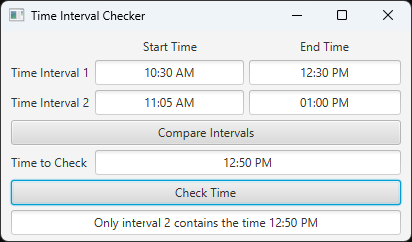 Time Interval Checker
Start Time End Time
Time Interval 1 10:30 AM 12:30 PM
Time Interval 2 11:05 AM 01:00 PM
Compare Intervals
Time to Check 12:50 PM
Check Time
Only interval 2 contains the time 12:50 PM